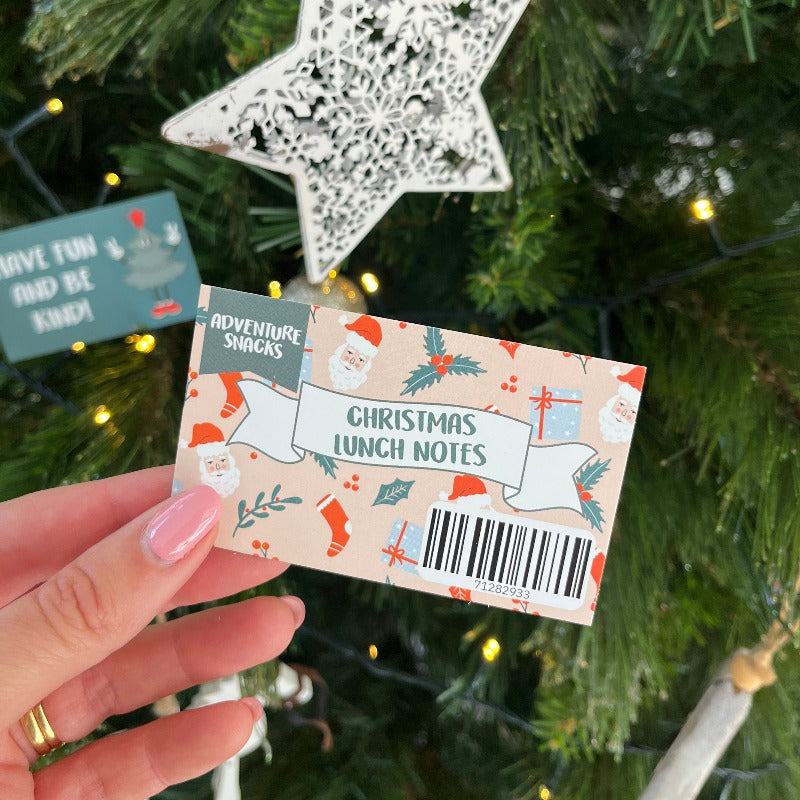 HAVE FUN
AND BE
KIND!
ADVENTURE
SNACKS
CHRISTMAS
LUNCH NOTES
71282933